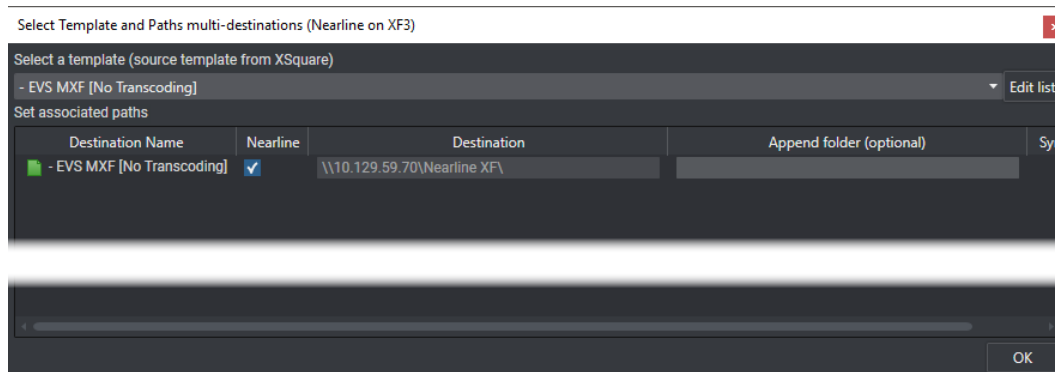 Select Template and Paths multi-destinations (Nearline on XF3)
Select a template (source template from XSquare)
- EVS MXF [No Transcoding] Edit list
Set associated paths
Destination Name Nearline Destination Append folder (optional)
- EVS MXF [No Transcoding] \\10.129.59.70\Nearline XF\
OK